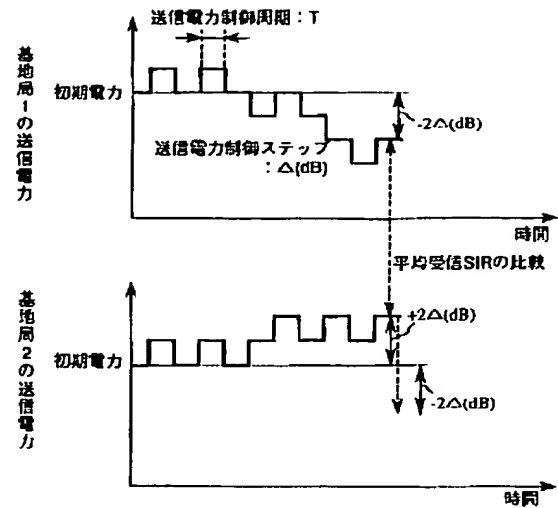 送信電力制御周期：T
基地局1の送信電力
初期電力
-2△(dB)
送信電力制御ステップ
：△(dB)
時間
平均受信SIRの比較
基地局2の送信電力
初期電力
+2△(dB)
-2△(dB)
時間